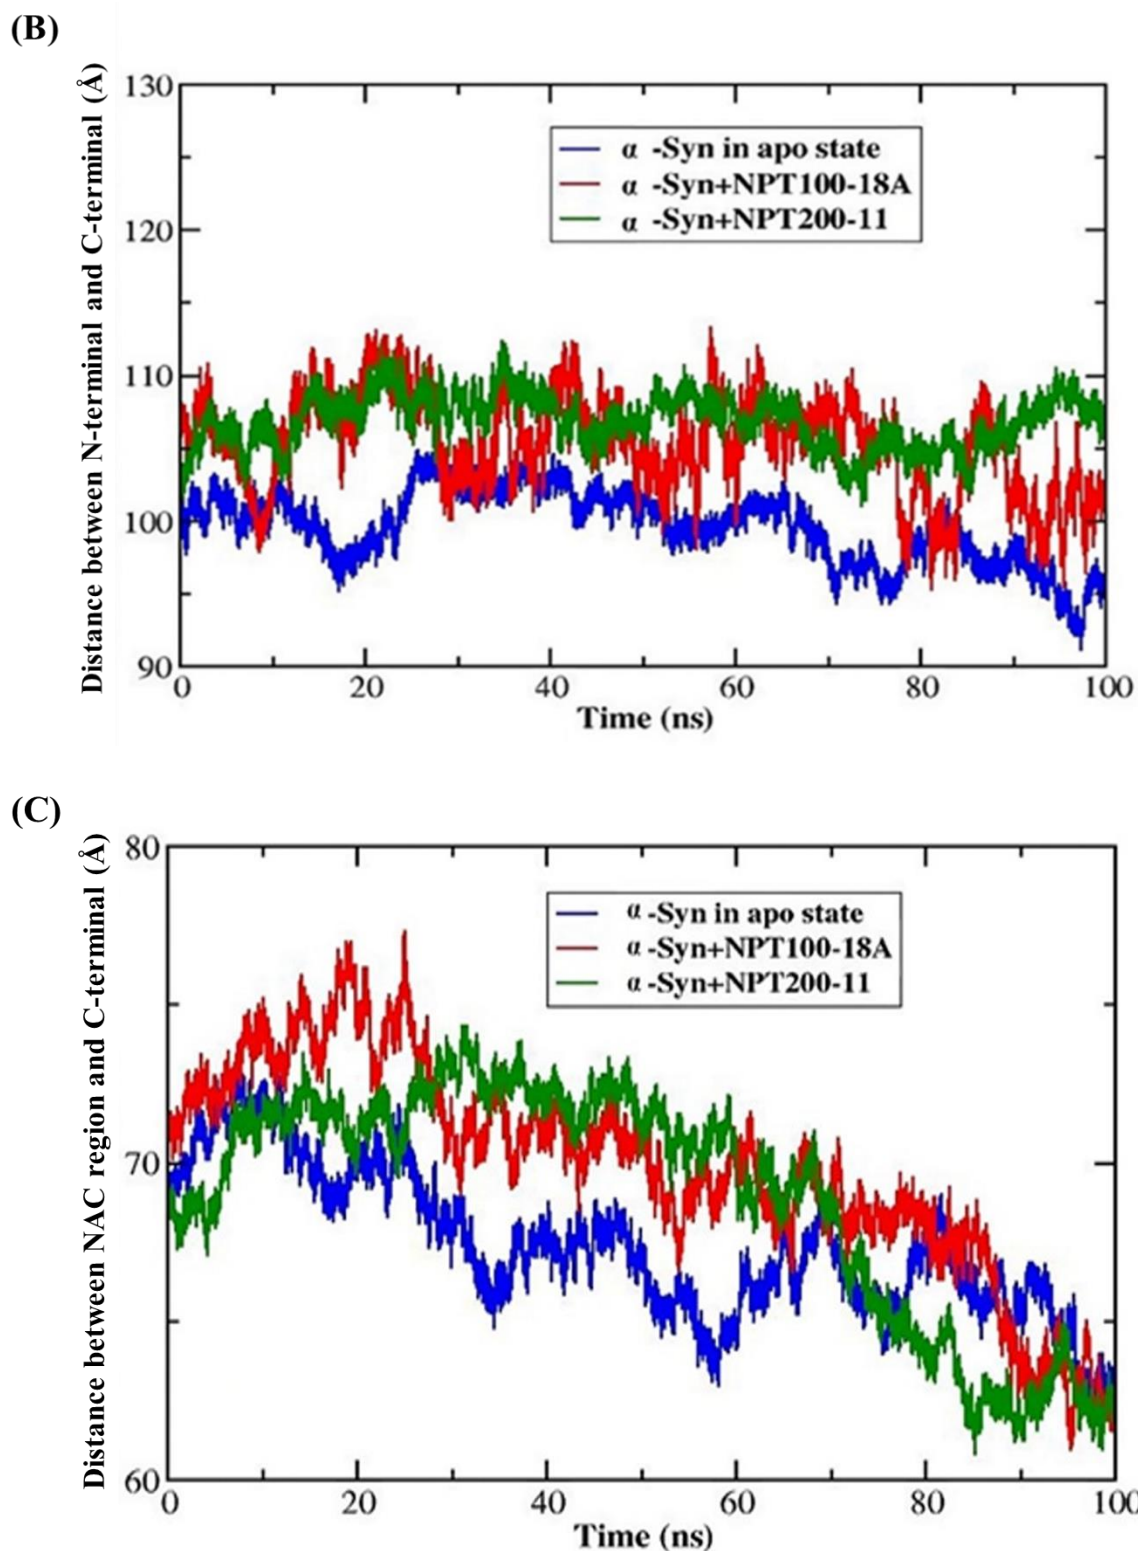 (B)
Distance between N-terminal and C-terminal (Å)
130
120
110
100
90
α -Syn in apo state
α -Syn+NPT100-18A
α -Syn+NPT200-11
0 20 40 60 80 100
Time (ns)
(C)
Distance between NAC region and C-terminal (Å)
80
70
60
α -Syn in apo state
α -Syn+NPT100-18A
α -Syn+NPT200-11
0 20 40 60 80 100
Time (ns)